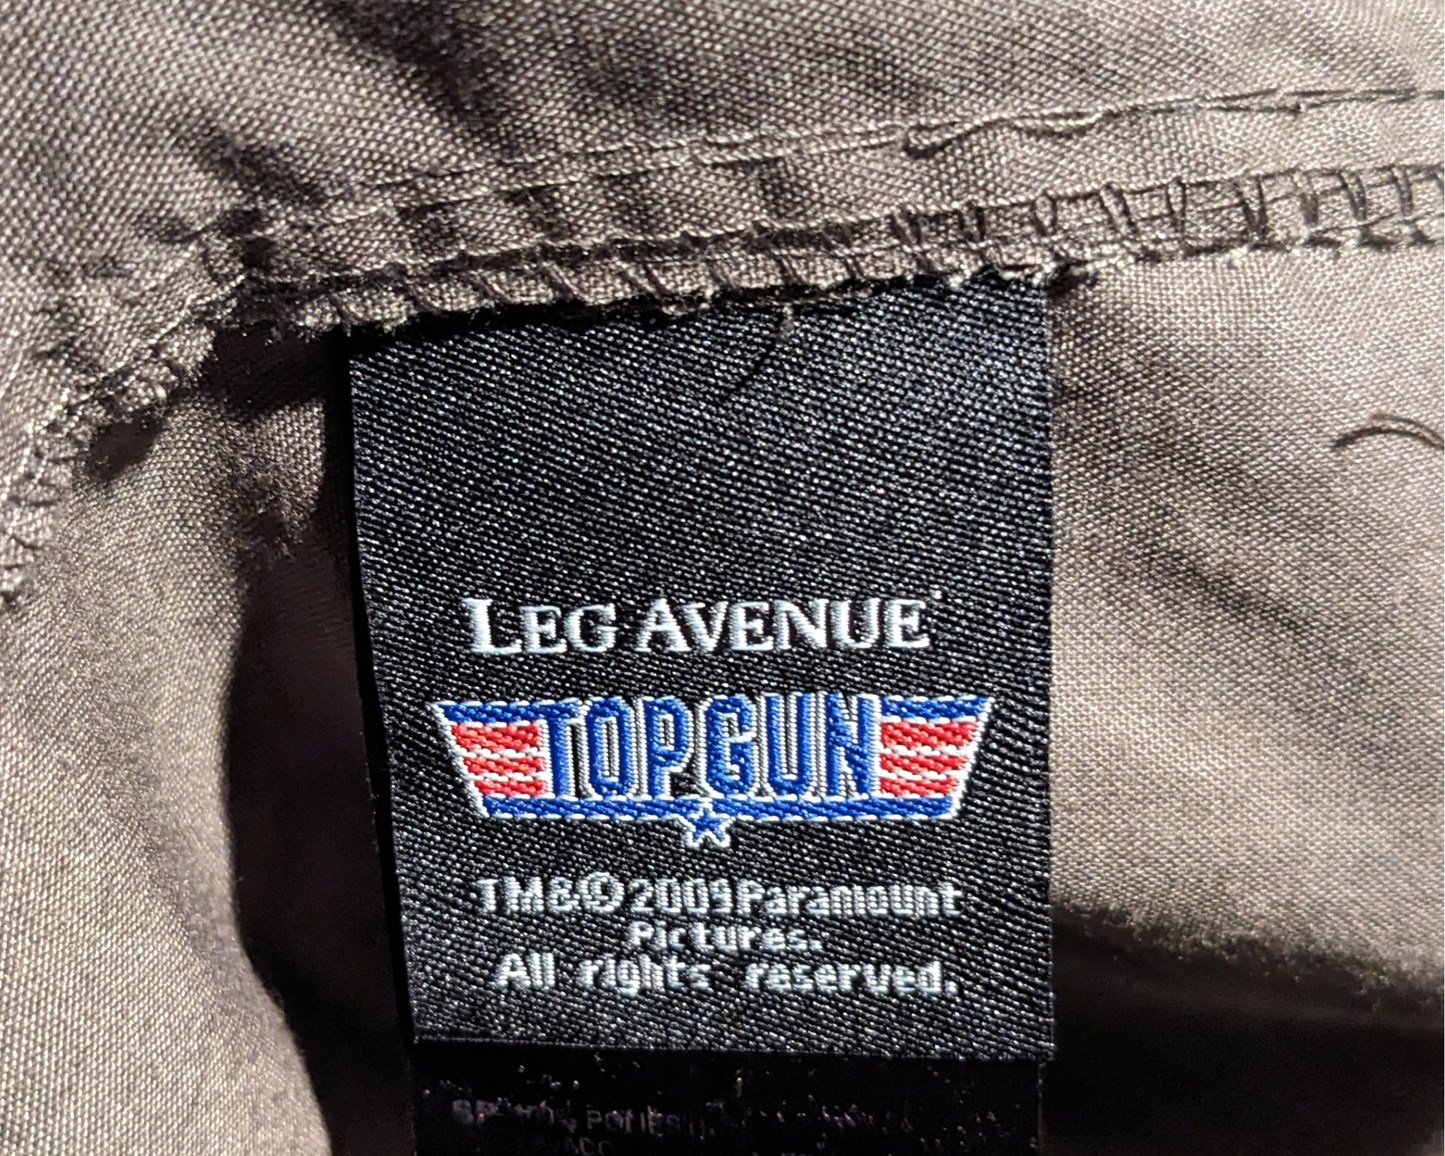 LEG AVENUE
TOPGUN
TM&©2009Paramount
Pictures.
All rights reserved.